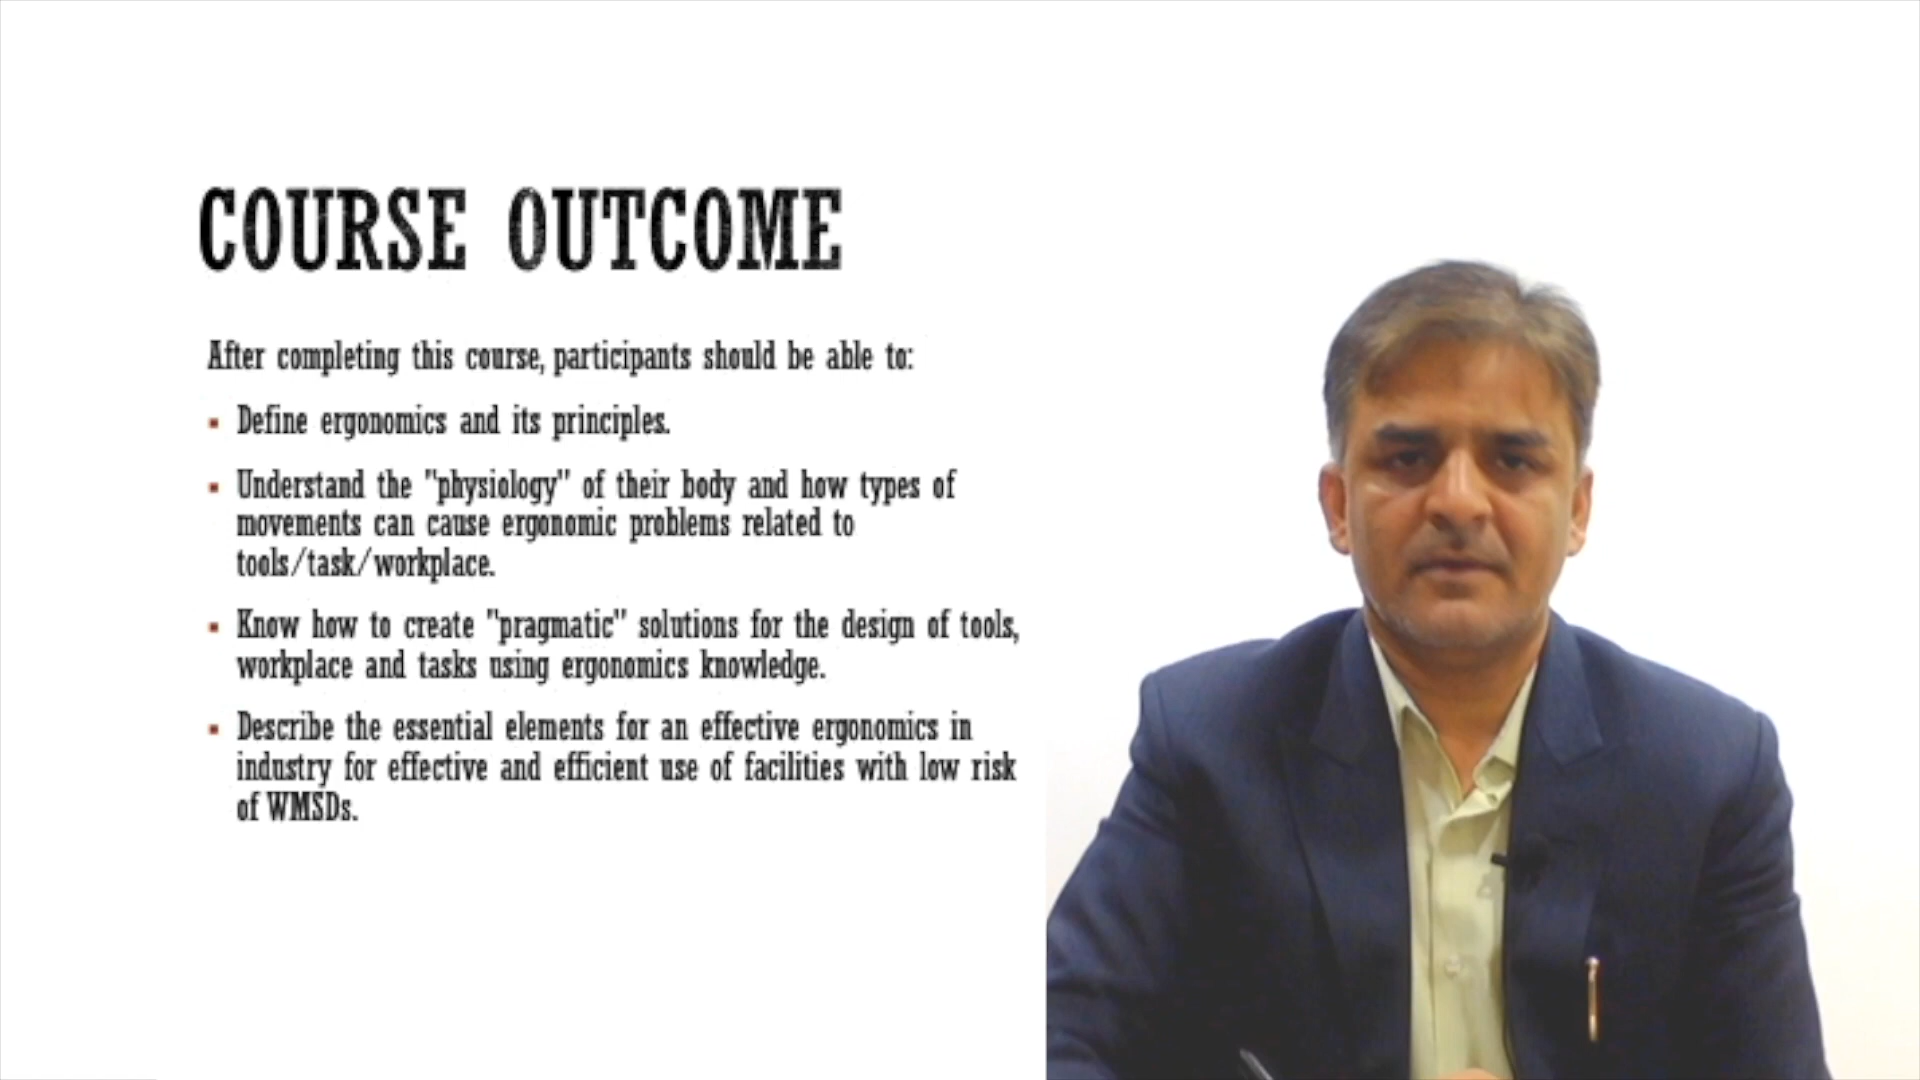 COURSE OUTCOME
After completing this course, participants should be able to:
▪ Define ergonomics and its principles.
▪ Understand the "physiology" of their body and how types of
movements can cause ergonomic problems related to
tools/task/workplace.
▪ Know how to create "pragmatic" solutions for the design of tools,
workplace and tasks using ergonomics knowledge.
▪ Describe the essential elements for an effective ergonomics in
industry for effective and efficient use of facilities with low risk
of WMSDs.